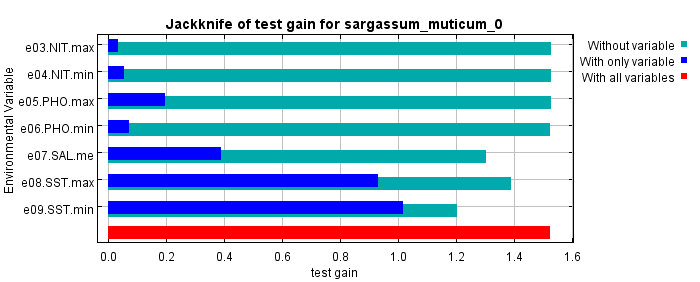 Jackknife of test gain for sargassum_muticum_0
Environmental Variable
e03.NIT.max
e04.NIT.min
e05.PHO.max
e06.PHO.min
e07.SAL.me
e08.SST.max
e09.SST.min
0.0 0.2 0.4 0.6 0.8 1.0 1.2 1.4 1.6
test gain
Without variable
With only variable
With all variables